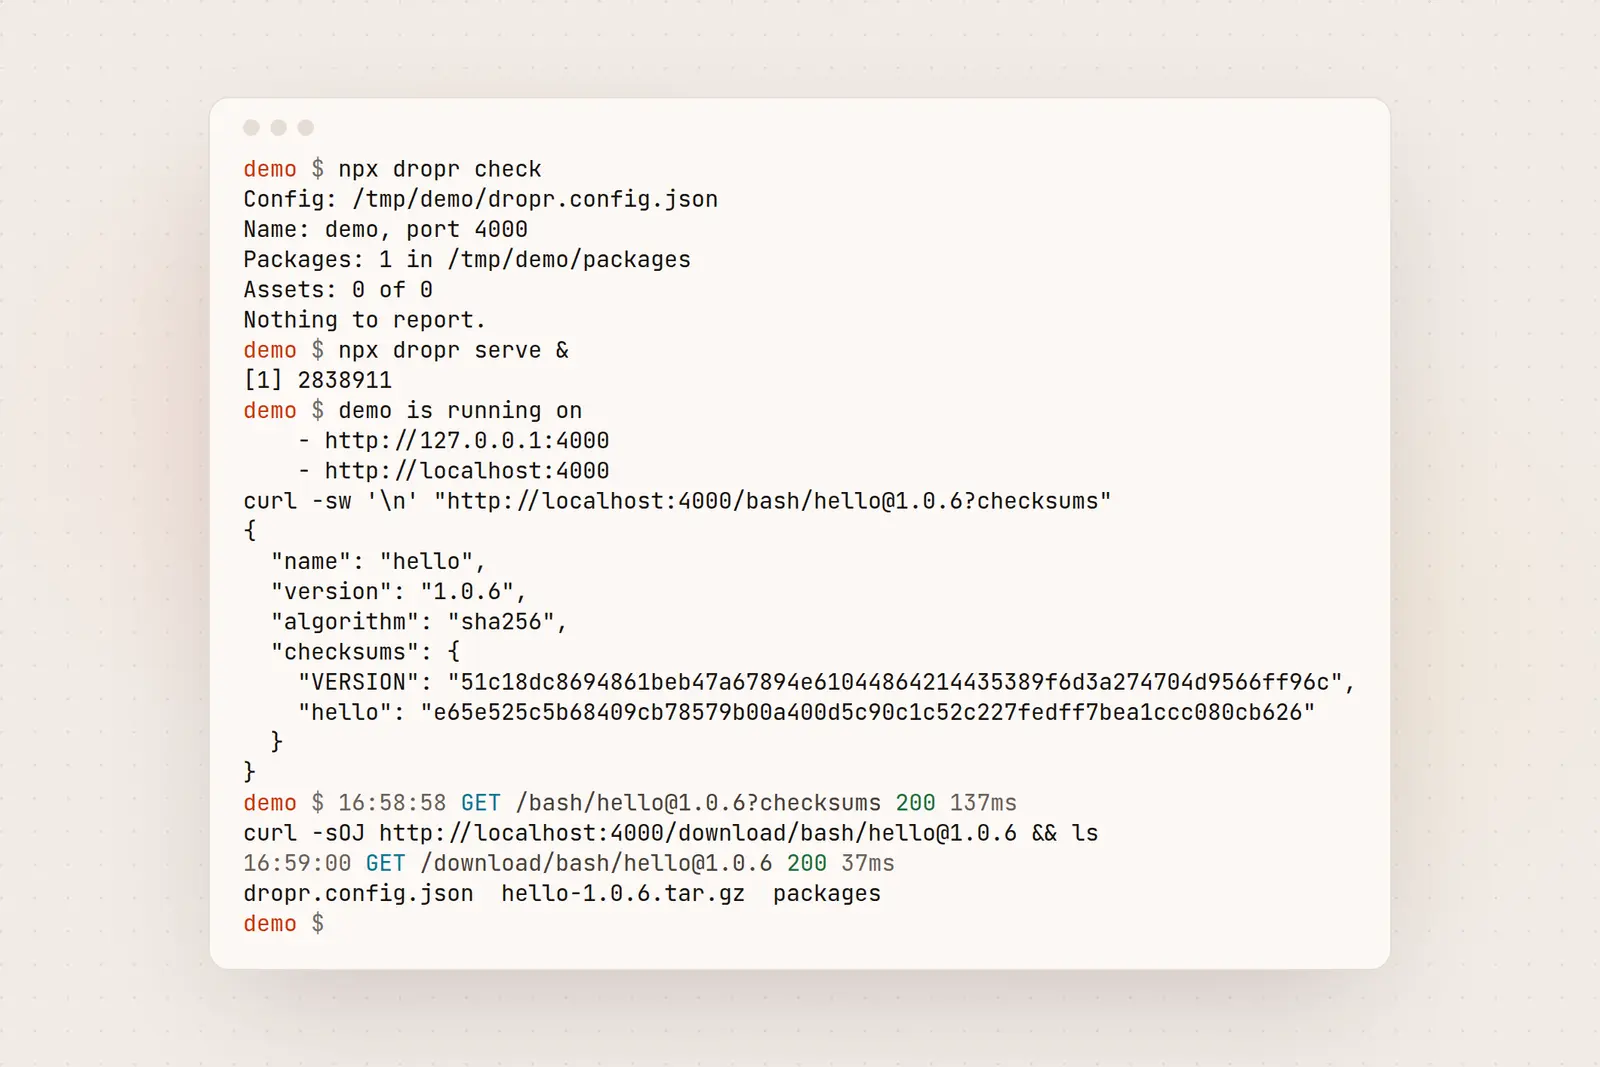 demo $ npx dropr check
Config: /tmp/demo/dropr.config.json
Name: demo, port 4000
Packages: 1 in /tmp/demo/packages
Assets: 0 of 0
Nothing to report.
demo $ npx dropr serve &
[1] 2838911
demo $ demo is running on
    - http://127.0.0.1:4000
    - http://localhost:4000
curl -sw '\n' "http://localhost:4000/bash/hello@1.0.6?checksums"
{
  "name": "hello",
  "version": "1.0.6",
  "algorithm": "sha256",
  "checksums": {
    "VERSION": "51c18dc8694861beb47a67894e61044864214435389f6d3a274704d9566ff96c",
    "hello": "e65e525c5b68409cb78579b00a400d5c90c1c52c227fedff7bea1ccc080cb626"
  }
}
demo $ 16:58:58 GET /bash/hello@1.0.6?checksums 200 137ms
curl -sOJ http://localhost:4000/download/bash/hello@1.0.6 && ls
16:59:00 GET /download/bash/hello@1.0.6 200 37ms
dropr.config.json  hello-1.0.6.tar.gz  packages
demo $